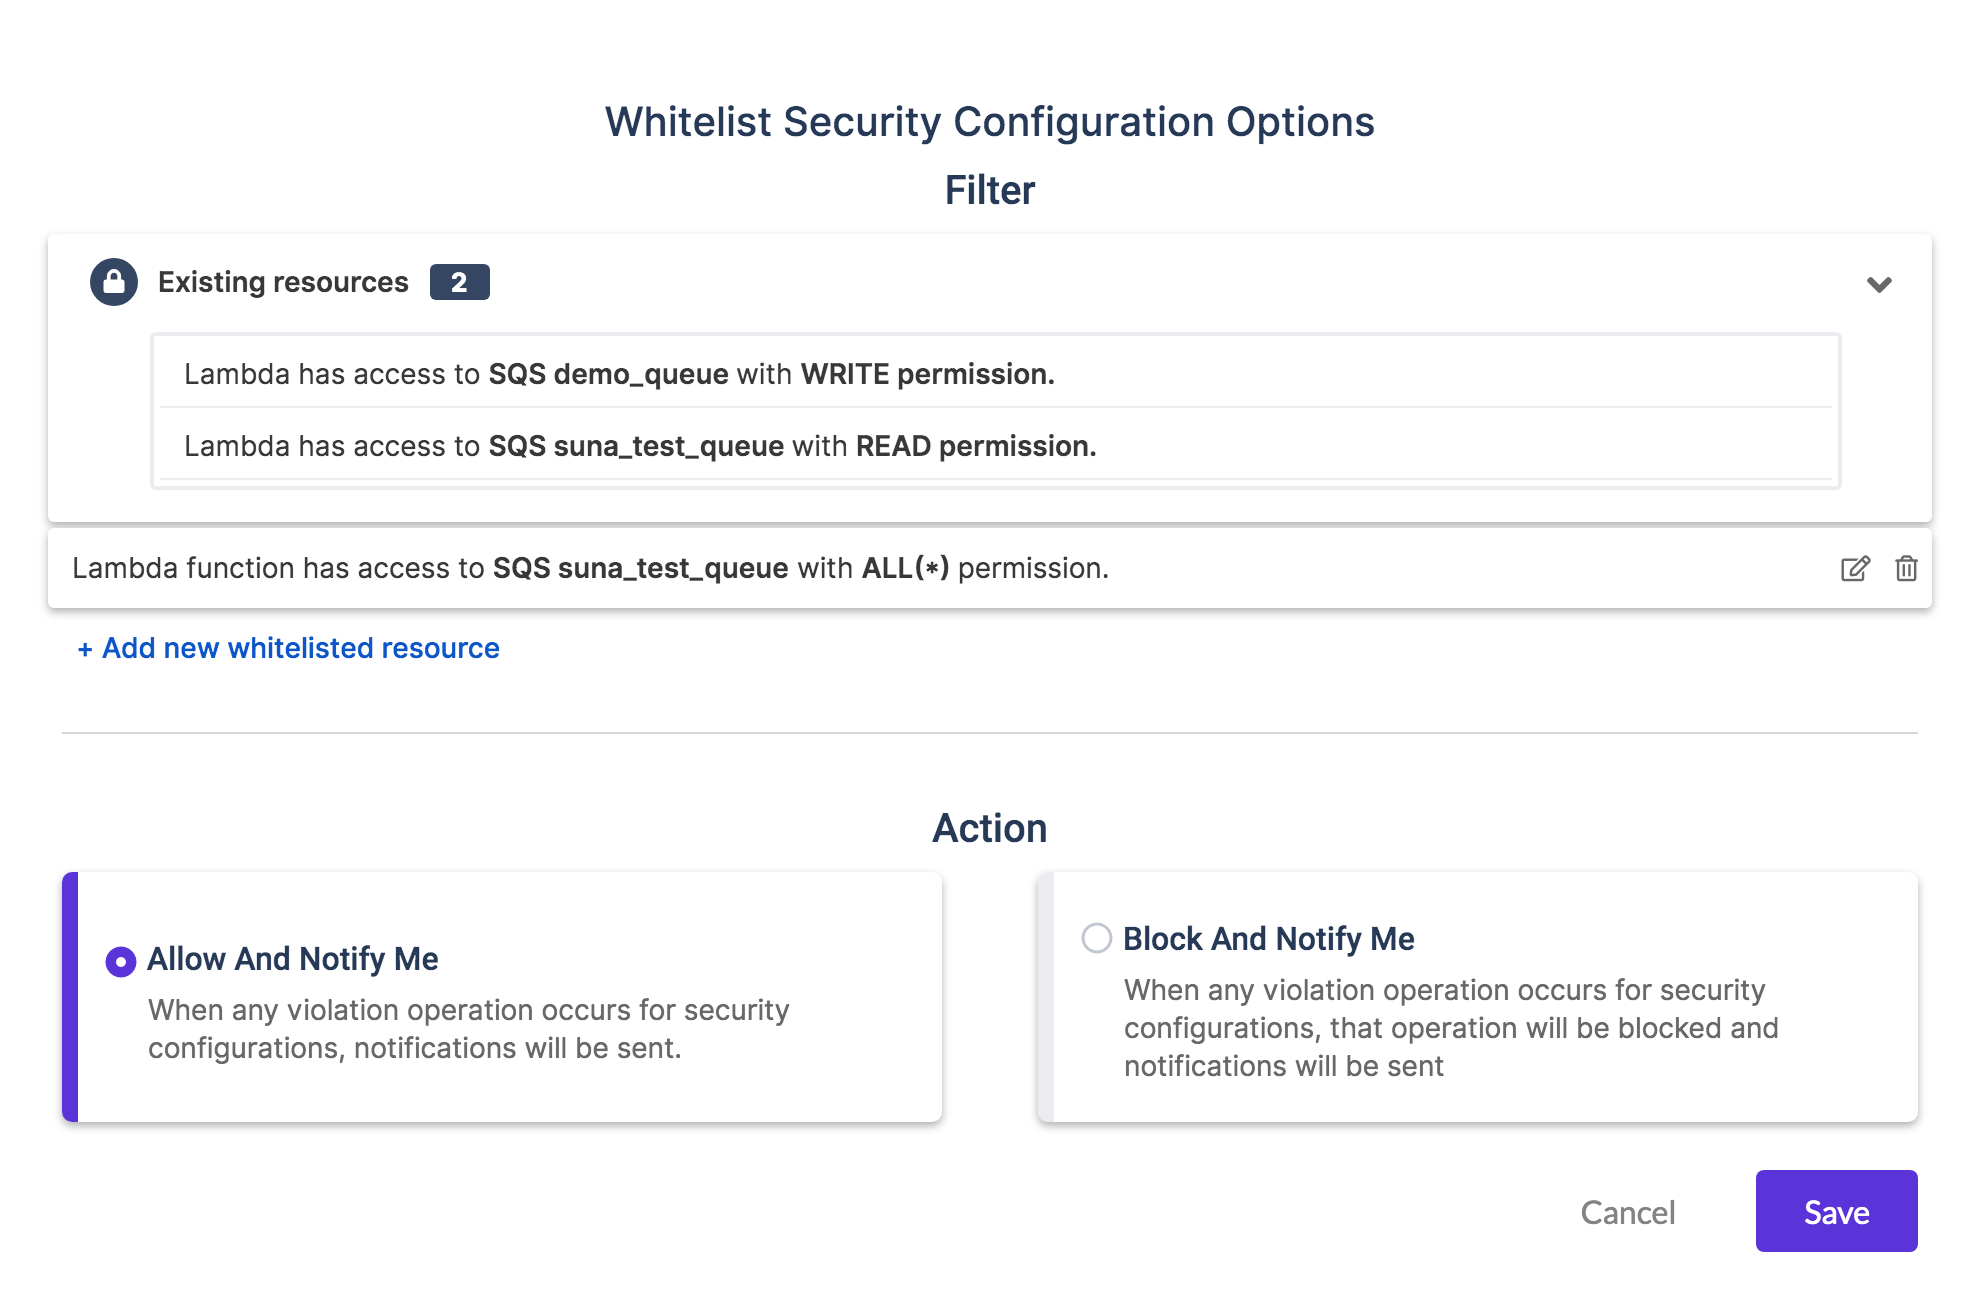 Whitelist Security Configuration Options
Filter
Existing resources 2
Lambda has access to SQS demo_queue with WRITE permission.
Lambda has access to SQS suna_test_queue with READ permission.
Lambda function has access to SQS suna_test_queue with ALL(*) permission.
+ Add new whitelisted resource
Action
Allow And Notify Me
When any violation operation occurs for security
configurations, notifications will be sent.
Block And Notify Me
When any violation operation occurs for security
configurations, that operation will be blocked and
notifications will be sent
Cancel
Save